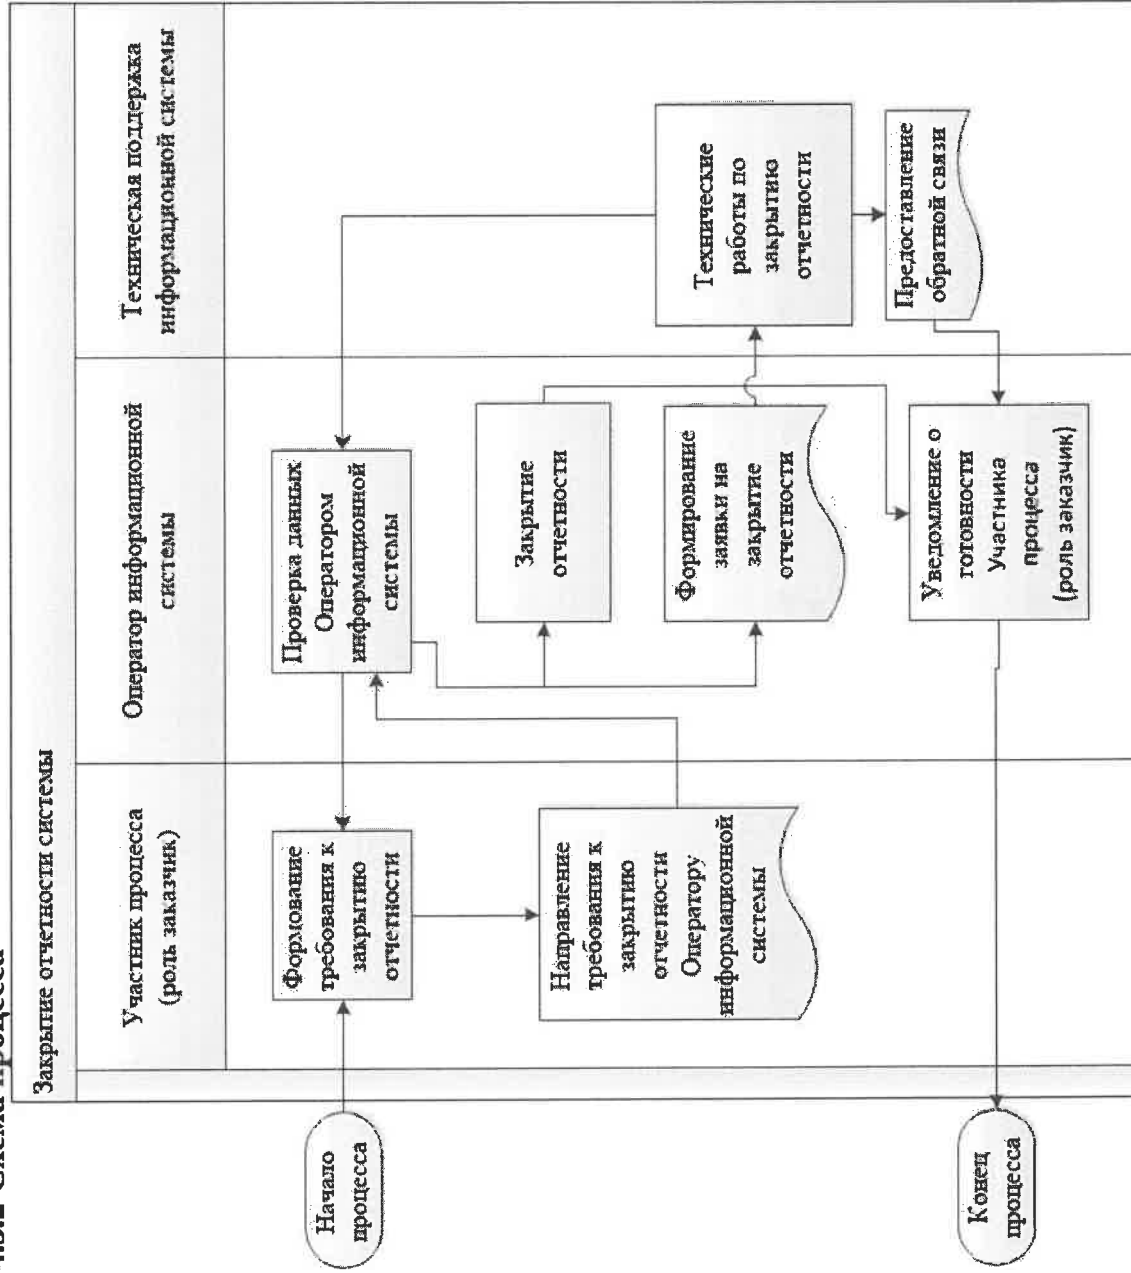 Схема процесса
Закрытие отчетности системы
Участник процесса
(роль заказчик)
Оператор информационной
системы
Техническая поддержка
информационной системы
Начало
процесса
Формование
требования к
закрытию
отчетности
Проверка данных
Оператором
информационной
системы
Направление
требования к
закрытию
отчетности
Оператору
информационной
системы
Закрытие
отчетности
Формирование
заявки на
закрытие
отчетности
Технические
работы по
закрытию
отчетности
Предоставление
обратной связи
Уведомление о
готовности
Участника
процесса
(роль заказчик)
Конец
процесса